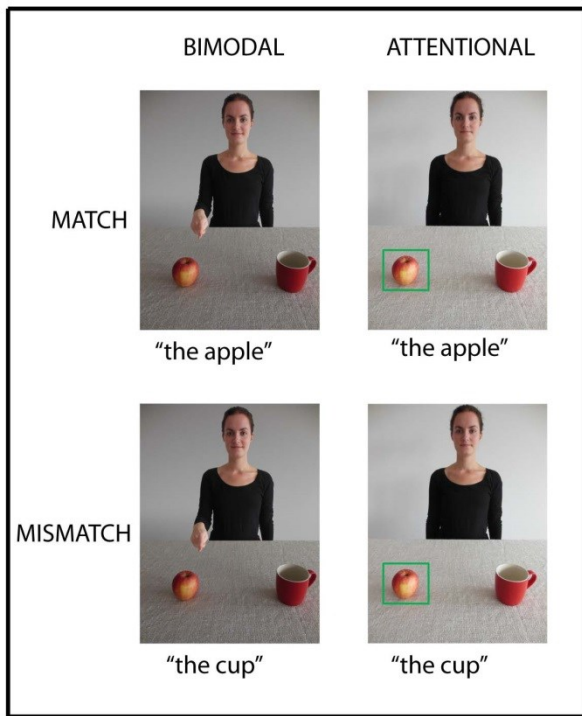 BIMODAL
ATTENTIONAL
MATCH
“the apple”
“the apple”
MISMATCH
“the cup”
“the cup”